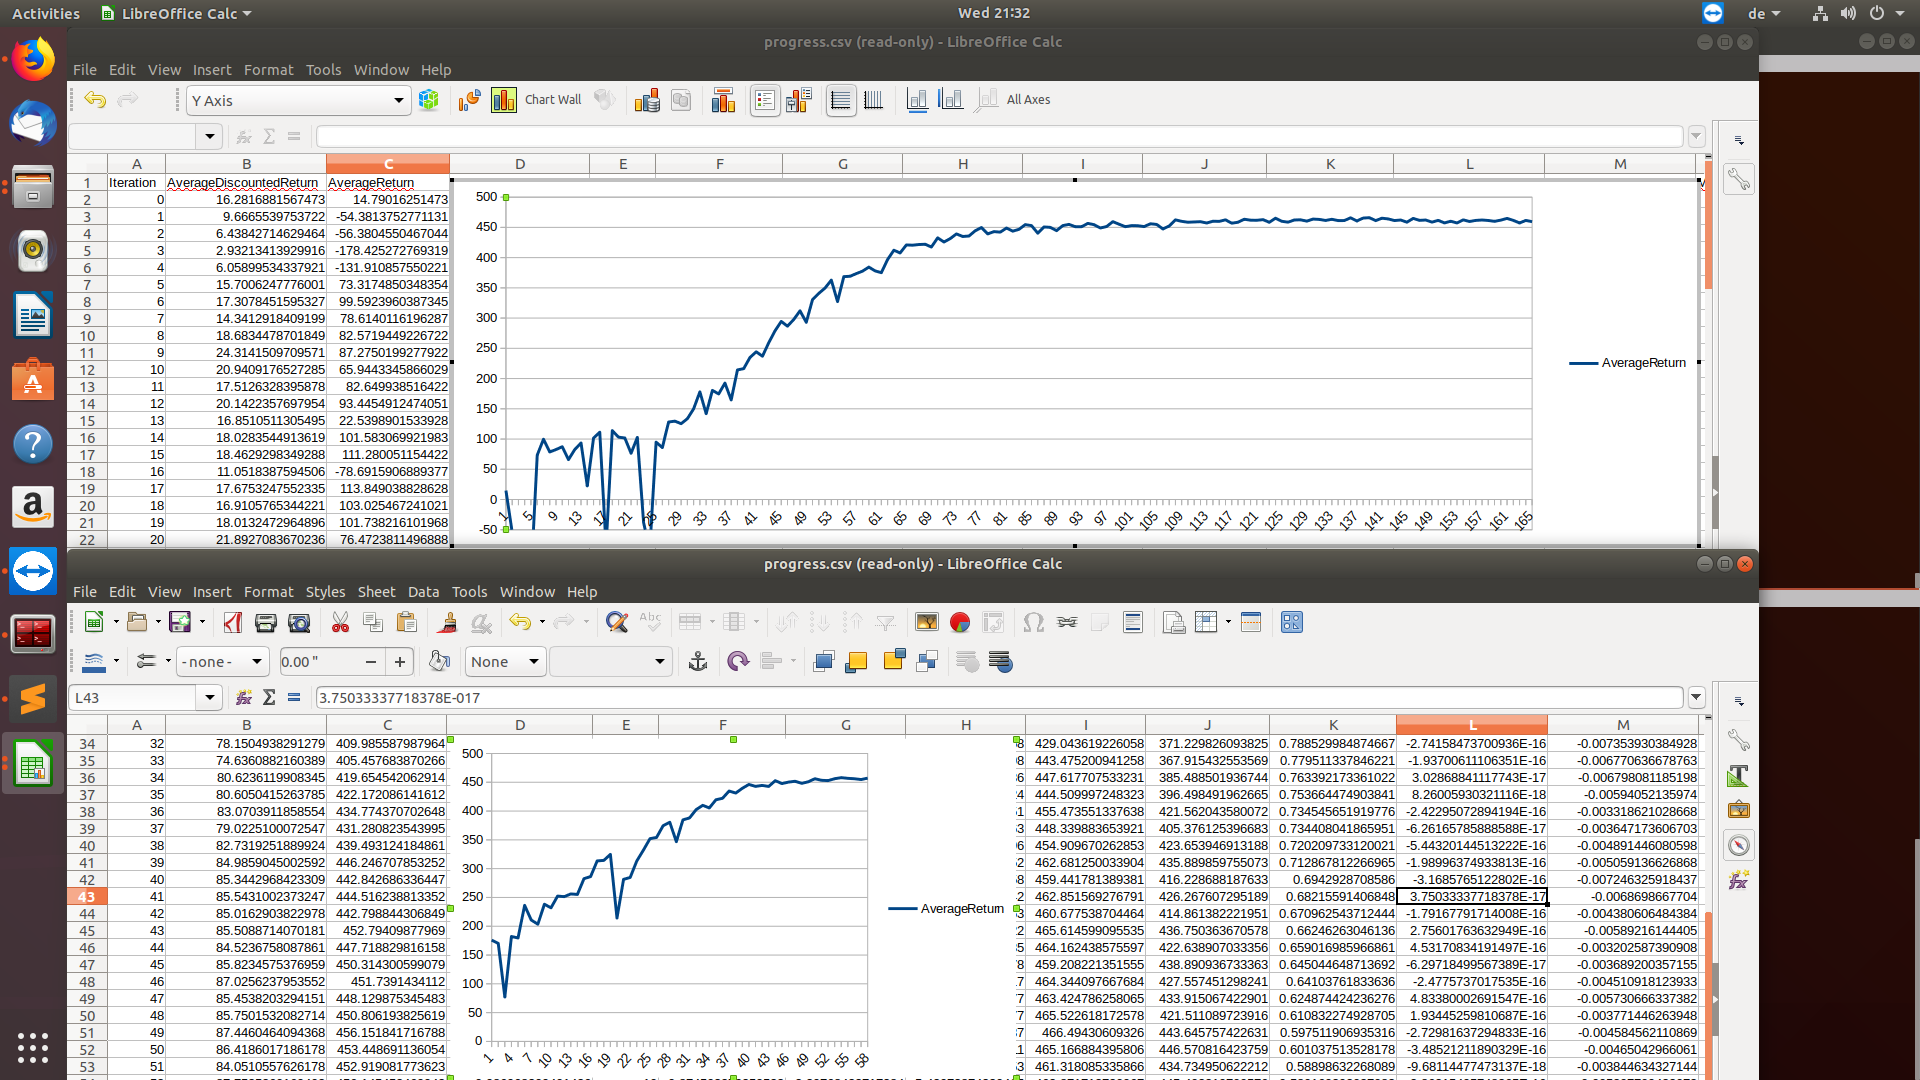 Activities LibreOffice Calc Wed 21:32 de
progress.csv (read-only) - LibreOffice Calc
File Edit View Insert Format Tools Window Help
Y Axis Chart Wall All Axes
A B C D E F G H I J K L M
1 Iteration AverageDiscountedReturn AverageReturn
2 0 16.2816881567473 14.79016251473
3 1 9.6665539753722 -54.3813752771131
4 2 6.43842714629464 -56.3804550467044
5 3 2.93213413929916 -178.425272769319
6 4 6.05899534337921 -131.910857550221
7 5 15.7006247776001 73.3174850348354
8 6 17.3078451595327 99.5923960387345
9 7 14.3412918409199 78.6140116196287
10 8 18.6834478701849 82.5719449226722
11 9 24.3141509709571 87.2750199277922
12 10 20.9409176527285 65.9443345866029
13 11 17.5126328395878 82.649938516422
14 12 20.1422357697954 93.4454912474051
15 13 16.8510511305495 22.5398901533928
16 14 18.0283544913619 101.583069921983
17 15 18.4629298349288 111.280051154422
18 16 11.0518387594506 -78.6915906889377
19 17 17.6753247552335 113.849038828628
20 18 16.9105765344221 103.025467241021
21 19 18.0132472964896 101.738216101968
22 20 21.8927083670236 76.4723811496888
500
450
400
350
300
250
200
150
100
50
0
-50
1 5 9 13 17 21 25 29 33 37 41 45 49 53 57 61 65 69 73 77 81 85 89 93 97 101 105 109 113 117 121 125 129 133 137 141 145 149 153 157 161 165
AverageReturn
progress.csv (read-only) - LibreOffice Calc
File Edit View Insert Format Styles Sheet Data Tools Window Help
- none - 0.00 " None
L43 3.75033337718378E-017
A B C D E F G H I J K L M
34 32 78.1504938291279 409.985587987964 429.043619226058 371.229826093825 0.788529984874667 -2.74158473700936E-16 -0.007353930384928
35 33 74.6360882160389 405.457683870266 443.475200941258 367.915432553569 0.779511337846221 -1.93700611106351E-16 -0.006770636678763
36 34 80.6236119908345 419.654542062914 447.617707533231 385.488501936744 0.763392173361022 3.02868841117743E-17 -0.006798081185198
37 35 80.6050415263785 422.172086141612 444.509997248323 396.498491962665 0.753664474903841 8.26005930321116E-18 -0.00594052135974
38 36 83.0703911858554 434.774370702648 455.473551337638 421.562043580072 0.734545651919776 -2.42295072894194E-16 -0.003318621028668
39 37 79.0225100072547 431.280823543995 448.339883653921 405.376125396683 0.734408041865951 -6.26165785888588E-17 -0.003647173606703
40 38 82.7319251889924 439.493124184861 454.909670262853 423.653946913188 0.720209733120021 -5.44320144513222E-16 -0.004891446080598
41 39 84.9859045002592 446.246707853252 462.681250033904 435.889859755073 0.712867812266965 -1.98996374933813E-16 -0.005059136626868
42 40 85.3442968423309 442.842686336447 459.441781389381 416.228688187633 0.6942928708586 -3.1685765122802E-16 -0.007246325918437
43 41 85.5431002373247 444.516238813352 462.851569276791 426.267607295189 0.68215591406848 3.75033337718378E-17 -0.0068698667704
44 42 85.0162903822978 442.798844306849 460.677538704464 414.861382221951 0.670962543712444 -1.79167791714008E-16 -0.004380606484384
45 43 85.5088714070181 452.79409877969 465.614599095535 436.750363670578 0.66246263046136 2.75601763632949E-16 -0.00589216144405
46 44 84.5236758087861 447.718829816158 464.162438575597 422.638907033356 0.659016985966861 4.53170834191497E-16 -0.003202587390908
47 45 85.8234575376959 450.314300599079 459.208221351555 438.890936733363 0.645044648713692 -6.29718499567389E-17 -0.003689200357155
48 46 87.0256237953552 451.7391434112 464.344097667684 427.557451298241 0.64103761833636 -2.4775737017535E-16 -0.004510918123933
49 47 85.4538203294151 448.129875345483 463.424786258065 433.915067422901 0.624874424236276 4.83380002691547E-16 -0.005730666337382
50 48 85.7501532082714 450.806193825619 465.522618172578 421.511089723916 0.610832274928705 1.93445259810687E-16 -0.003771446263948
51 49 87.4460464094368 456.151841716788 466.49430609326 443.645757422631 0.597511906935316 -2.72981637294833E-16 -0.004584562110869
52 50 86.4186017186178 453.448691136054 465.166884395806 446.570816423759 0.601037513528178 -3.48521211890329E-16 -0.00465042966061
53 51 84.0510557626178 452.919081773623 461.318085335866 434.734950622212 0.58898632268089 -9.68114477473137E-18 -0.003844634327144
500
450
400
350
300
250
200
150
100
50
0
1 4 7 10 13 16 19 22 25 28 31 34 37 40 43 46 49 52 55 58
AverageReturn